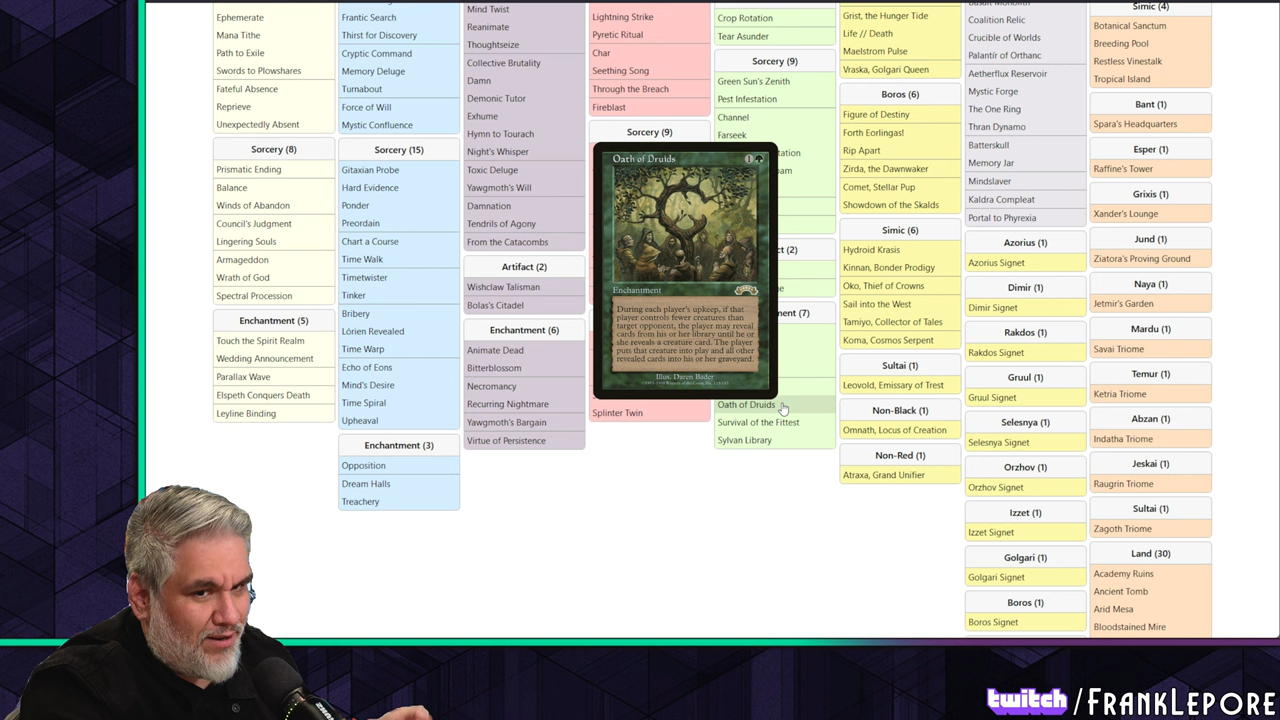 Ephemerate
Mana Tithe
Path to Exile
Swords to Plowshares
Fateful Absence
Reprieve
Unexpectedly Absent
Sorcery (8)
Prismatic Ending
Balance
Winds of Abandon
Council's Judgment
Lingering Souls
Armageddon
Wrath of God
Spectral Procession
Enchantment (5)
Touch the Spirit Realm
Wedding Announcement
Parallax Wave
Elspeth Conquers Death
Leyline Binding
Frantic Search
Thirst for Discovery
Cryptic Command
Memory Deluge
Turnabout
Force of Will
Mystic Confluence
Sorcery (15)
Gitaxian Probe
Hard Evidence
Ponder
Preordain
Chart a Course
Time Walk
Timetwister
Tinker
Bribery
Lórien Revealed
Time Warp
Echo of Eons
Mind's Desire
Time Spiral
Upheaval
Enchantment (3)
Opposition
Dream Halls
Treachery
Mind Twist
Reanimate
Thoughtseize
Collective Brutality
Damn
Demonic Tutor
Exhume
Hymn to Tourach
Night's Whisper
Toxic Deluge
Yawgmoth's Will
Damnation
Tendrils of Agony
From the Catacombs
Artifact (2)
Wishclaw Talisman
Bolas's Citadel
Enchantment (6)
Animate Dead
Bitterblossom
Necromancy
Recurring Nightmare
Yawgmoth's Bargain
Virtue of Persistence
Lightning Strike
Pyretic Ritual
Char
Seething Song
Through the Breach
Fireblast
Sorcery (9)
Splinter Twin
Oath of Druids
1
Enchantment
During each player's upkeep, if that
player controls fewer creatures than
target opponent, the player may reveal
cards from his or her library until he or
she reveals a creature card. The player
puts that creature into play and all other
revealed cards into his or her graveyard.
Illus. Daren Bader
Crop Rotation
Tear Asunder
Sorcery (9)
Green Sun's Zenith
Pest Infestation
Channel
Farseek
tation
am
ct (2)
e
ment (7)
Oath of Druids
Survival of the Fittest
Sylvan Library
Grist, the Hunger Tide
Life // Death
Maelstrom Pulse
Vraska, Golgari Queen
Boros (6)
Figure of Destiny
Forth Eorlingas!
Rip Apart
Zirda, the Dawnwaker
Comet, Stellar Pup
Showdown of the Skalds
Simic (6)
Hydroid Krasis
Kinnan, Bonder Prodigy
Oko, Thief of Crowns
Sail into the West
Tamiyo, Collector of Tales
Koma, Cosmos Serpent
Sultai (1)
Leovold, Emissary of Trest
Non-Black (1)
Omnath, Locus of Creation
Non-Red (1)
Atraxa, Grand Unifier
Basalt Monolith
Coalition Relic
Crucible of Worlds
Palantír of Orthanc
Aetherflux Reservoir
Mystic Forge
The One Ring
Thran Dynamo
Batterskull
Memory Jar
Mindslaver
Kaldra Compleat
Portal to Phyrexia
Azorius (1)
Azorius Signet
Dimir (1)
Dimir Signet
Rakdos (1)
Rakdos Signet
Gruul (1)
Gruul Signet
Selesnya (1)
Selesnya Signet
Orzhov (1)
Orzhov Signet
Izzet (1)
Izzet Signet
Golgari (1)
Golgari Signet
Boros (1)
Boros Signet
Simic (4)
Botanical Sanctum
Breeding Pool
Restless Vinestalk
Tropical Island
Bant (1)
Spara's Headquarters
Esper (1)
Raffine's Tower
Grixis (1)
Xander's Lounge
Jund (1)
Ziatora's Proving Ground
Naya (1)
Jetmir's Garden
Mardu (1)
Savai Triome
Temur (1)
Ketria Triome
Abzan (1)
Indatha Triome
Jeskai (1)
Raugrin Triome
Sultai (1)
Zagoth Triome
Land (30)
Academy Ruins
Ancient Tomb
Arid Mesa
Bloodstained Mire
twitch/FrankLepore